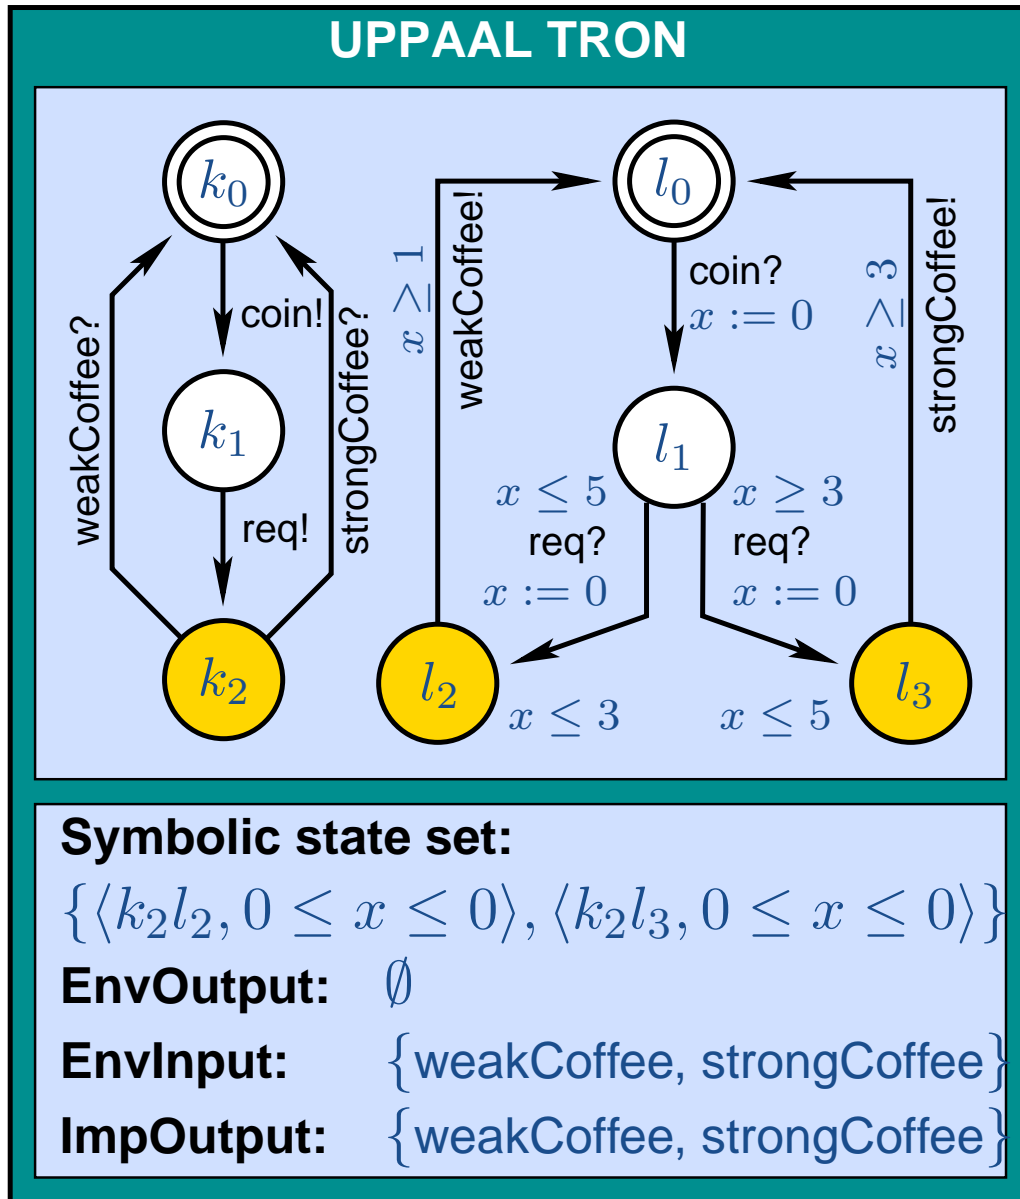 UPPAAL TRON
k₀
coin!
k₁
req!
k₂
weakCoffee?
strongCoffee?
l₀
coin?
x := 0
l₁
x ≤ 5
req?
x := 0
x ≥ 3
req?
x := 0
l₂
x ≤ 3
l₃
x ≤ 5
x ≥ 1
weakCoffee!
x ≥ 3
strongCoffee!
Symbolic state set:
{⟨k₂l₂, 0 ≤ x ≤ 0⟩, ⟨k₂l₃, 0 ≤ x ≤ 0⟩}
EnvOutput: ∅
EnvInput: {weakCoffee, strongCoffee}
ImpOutput: {weakCoffee, strongCoffee}